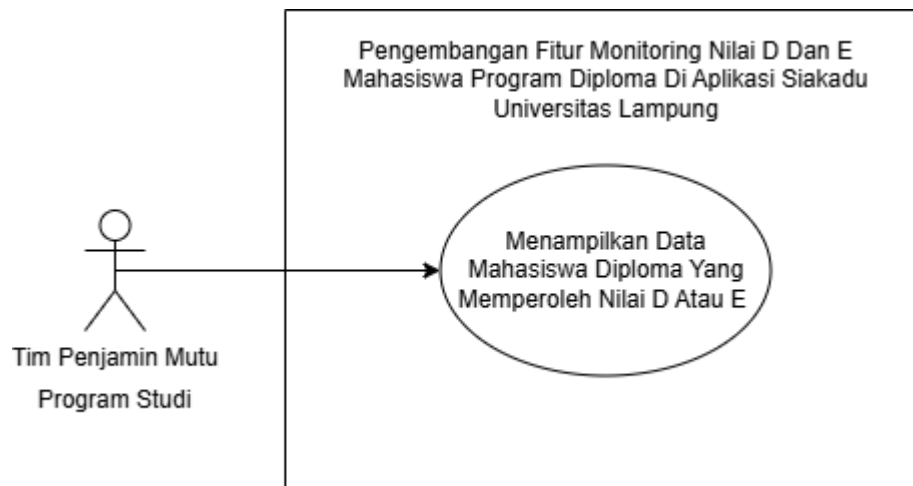 Pengembangan Fitur Monitoring Nilai D Dan E
Mahasiswa Program Diploma Di Aplikasi Siakadu
Universitas Lampung
Menampilkan Data
Mahasiswa Diploma Yang
Memperoleh Nilai D Atau E
Tim Penjamin Mutu
Program Studi